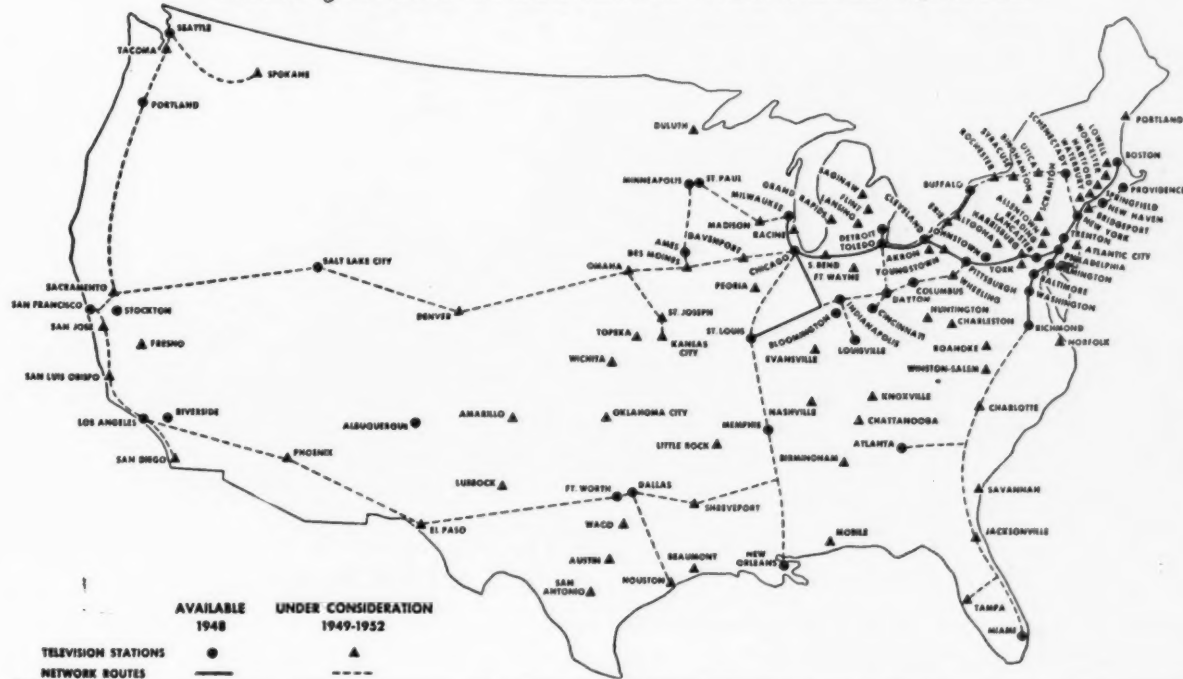 SEATTLE
TACOMA
SPOKANE
PORTLAND
DULUTH
PORTLAND
MINNEAPOLIS
ST. PAUL
MILWAUKEE
MADISON
GRAND RAPIDS
RACINE
SAGINAW
FLINT
LANSING
DETROIT
TOLEDO
CLEVELAND
BUFFALO
ROCHESTER
SYRACUSE
BINGHAMTON
UTICA
SCHENECTADY
SCRANTON
WATERBURY
HARTFORD
WORCESTER
LOWELL
BOSTON
PROVIDENCE
SPRINGFIELD
NEW HAVEN
BRIDGEPORT
NEW YORK
TRENTON
ATLANTIC CITY
PHILADELPHIA
WILMINGTON
BALTIMORE
WASHINGTON
ERIE
ALLENTOWN
READING
ALTOONA
HARRISBURG
LANCASTER
JOHNSTOWN
YORK
AKRON
YOUNGSTOWN
PITTSBURGH
WHEELING
AMES
DES MOINES
DAVENPORT
CHICAGO
S. BEND
FT. WAYNE
OMAHA
PEORIA
SALT LAKE CITY
SACRAMENTO
SAN FRANCISCO
STOCKTON
SAN JOSE
FRESNO
DENVER
ST. JOSEPH
TOPEKA
KANSAS
CITY
WICHITA
ST. LOUIS
BLOOMINGTON
INDIANAPOLIS
EVANSVILLE
LOUISVILLE
CINCINNATI
DAYTON
COLUMBUS
HUNTINGTON
CHARLESTON
RICHMOND
NORFOLK
ROANOKE
WINSTON-SALEM
SAN LUIS OBISPO
LOS ANGELES
RIVERSIDE
SAN DIEGO
PHOENIX
ALBUQUERQUE
AMARILLO
OKLAHOMA CITY
LUBBOCK
LITTLE ROCK
MEMPHIS
NASHVILLE
KNOXVILLE
CHATTANOOGA
CHARLOTTE
ATLANTA
BIRMINGHAM
FT. WORTH
DALLAS
SHREVEPORT
EL PASO
WACO
AUSTIN
SAN
ANTONIO
HOUSTON
BEAUMONT
NEW
ORLEANS
MOBILE
SAVANNAH
JACKSONVILLE
TAMPA
MIAMI
AVAILABLE
1948
UNDER CONSIDERATION
1949-1952
TELEVISION STATIONS
NETWORK ROUTES